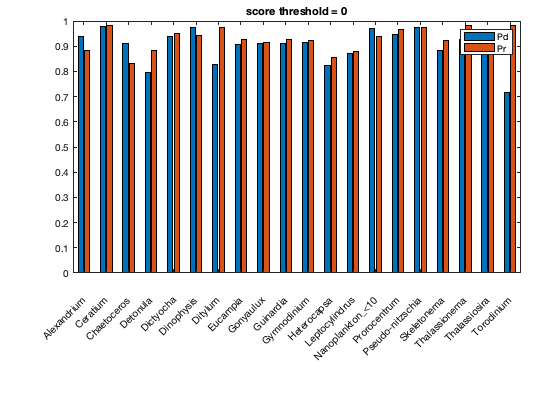 score threshold = 0
Pd
Pr
1
0.9
0.8
0.7
0.6
0.5
0.4
0.3
0.2
0.1
0
Alexandrium
Ceratium
Chaetoceros
Detonula
Dictyocha
Dinophysis
Ditylum
Eucampia
Gonyaulux
Guinardia
Gymnodinium
Heterocapsa
Leptocylindrus
Nanoplankton_<10
Prorocentrum
Pseudo-nitzschia
Skeletonema
Thalassionema
Thalassiosira
Torodinium